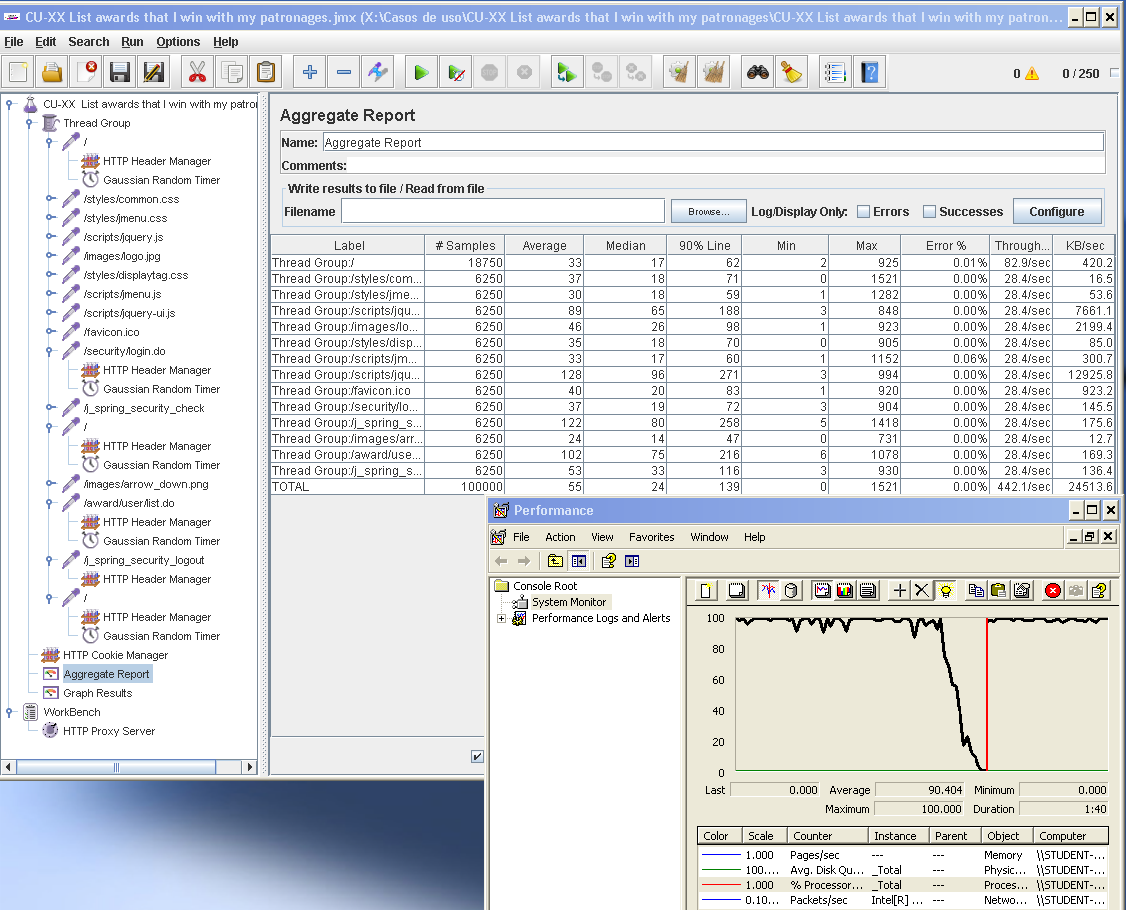 CU-XX List awards that I win with my patronages.jmx (X:\Casos de uso\CU-XX List awards that I win with my patronages\CU-XX List awards that I win with my patron...
File Edit Search Run Options Help
0 0 / 250
CU-XX List awards that I win with my patro
Thread Group
/
HTTP Header Manager
Gaussian Random Timer
/styles/common.css
/styles/jmenu.css
/scripts/jquery.js
/images/logo.jpg
/styles/displaytag.css
/scripts/jmenu.js
/scripts/jquery-ui.js
/favicon.ico
/security/login.do
HTTP Header Manager
Gaussian Random Timer
/j_spring_security_check
/
HTTP Header Manager
Gaussian Random Timer
/images/arrow_down.png
/award/user/list.do
HTTP Header Manager
Gaussian Random Timer
/j_spring_security_logout
HTTP Header Manager
/
HTTP Header Manager
Gaussian Random Timer
HTTP Cookie Manager
Aggregate Report
Graph Results
WorkBench
HTTP Proxy Server
Aggregate Report
Name: Aggregate Report
Comments:
Write results to file / Read from file
Filename Browse... Log/Display Only: Errors Successes Configure
Label # Samples Average Median 90% Line Min Max Error % Through... KB/sec
Thread Group:/ 18750 33 17 62 2 925 0.01% 82.9/sec 420.2
Thread Group:/styles/com... 6250 37 18 71 0 1521 0.00% 28.4/sec 16.5
Thread Group:/styles/jme... 6250 30 18 59 1 1282 0.00% 28.4/sec 53.6
Thread Group:/scripts/jqu... 6250 89 65 188 3 848 0.00% 28.4/sec 7661.1
Thread Group:/images/lo... 6250 46 26 98 1 923 0.00% 28.4/sec 2199.4
Thread Group:/styles/disp... 6250 35 18 70 0 905 0.00% 28.4/sec 85.0
Thread Group:/scripts/jm... 6250 33 17 60 1 1152 0.06% 28.4/sec 300.7
Thread Group:/scripts/jqu... 6250 128 96 271 3 994 0.00% 28.4/sec 12925.8
Thread Group:/favicon.ico 6250 40 20 83 1 920 0.00% 28.4/sec 923.2
Thread Group:/security/lo... 6250 37 19 72 3 904 0.00% 28.4/sec 145.5
Thread Group:/j_spring_s... 6250 122 80 258 5 1418 0.00% 28.4/sec 175.6
Thread Group:/images/arr... 6250 24 14 47 0 731 0.00% 28.4/sec 12.7
Thread Group:/award/use... 6250 102 75 216 6 1078 0.00% 28.4/sec 169.3
Thread Group:/j_spring_s... 6250 53 33 116 3 930 0.00% 28.4/sec 136.4
TOTAL 100000 55 24 139 0 1521 0.00% 442.1/sec 24513.6
Performance
File Action View Favorites Window Help
Console Root
System Monitor
Performance Logs and Alerts
100
80
60
40
20
0
Last 0.000 Average 90.404 Minimum 0.000
Maximum 100.000 Duration 1:40
Color Scale Counter Instance Parent Object Computer
1.000 Pages/sec --- --- Memory \\STUDENT-...
100.... Avg. Disk Qu... _Total --- Physic... \\STUDENT-...
1.000 % Processor... _Total --- Proces... \\STUDENT-...
0.10... Packets/sec Intel[R] ... --- Netwo... \\STUDENT-...